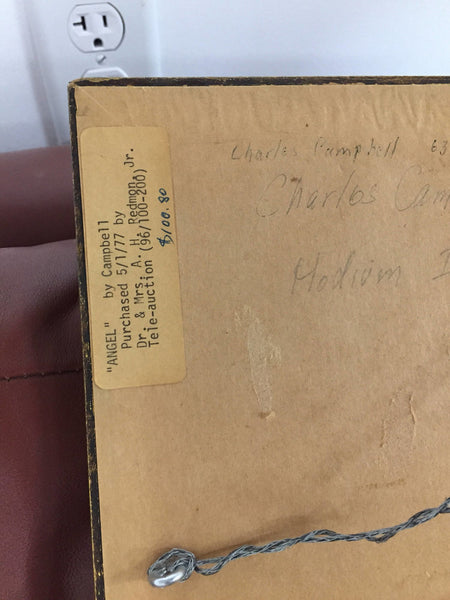 "ANGEL" by Campbell
Purchased 5/1/77 by
Dr. & Mrs. A. H. Redmon, Jr.
Tele-auction (96/100-200)
$100.80
Charles Campbell 63
Charles Cam